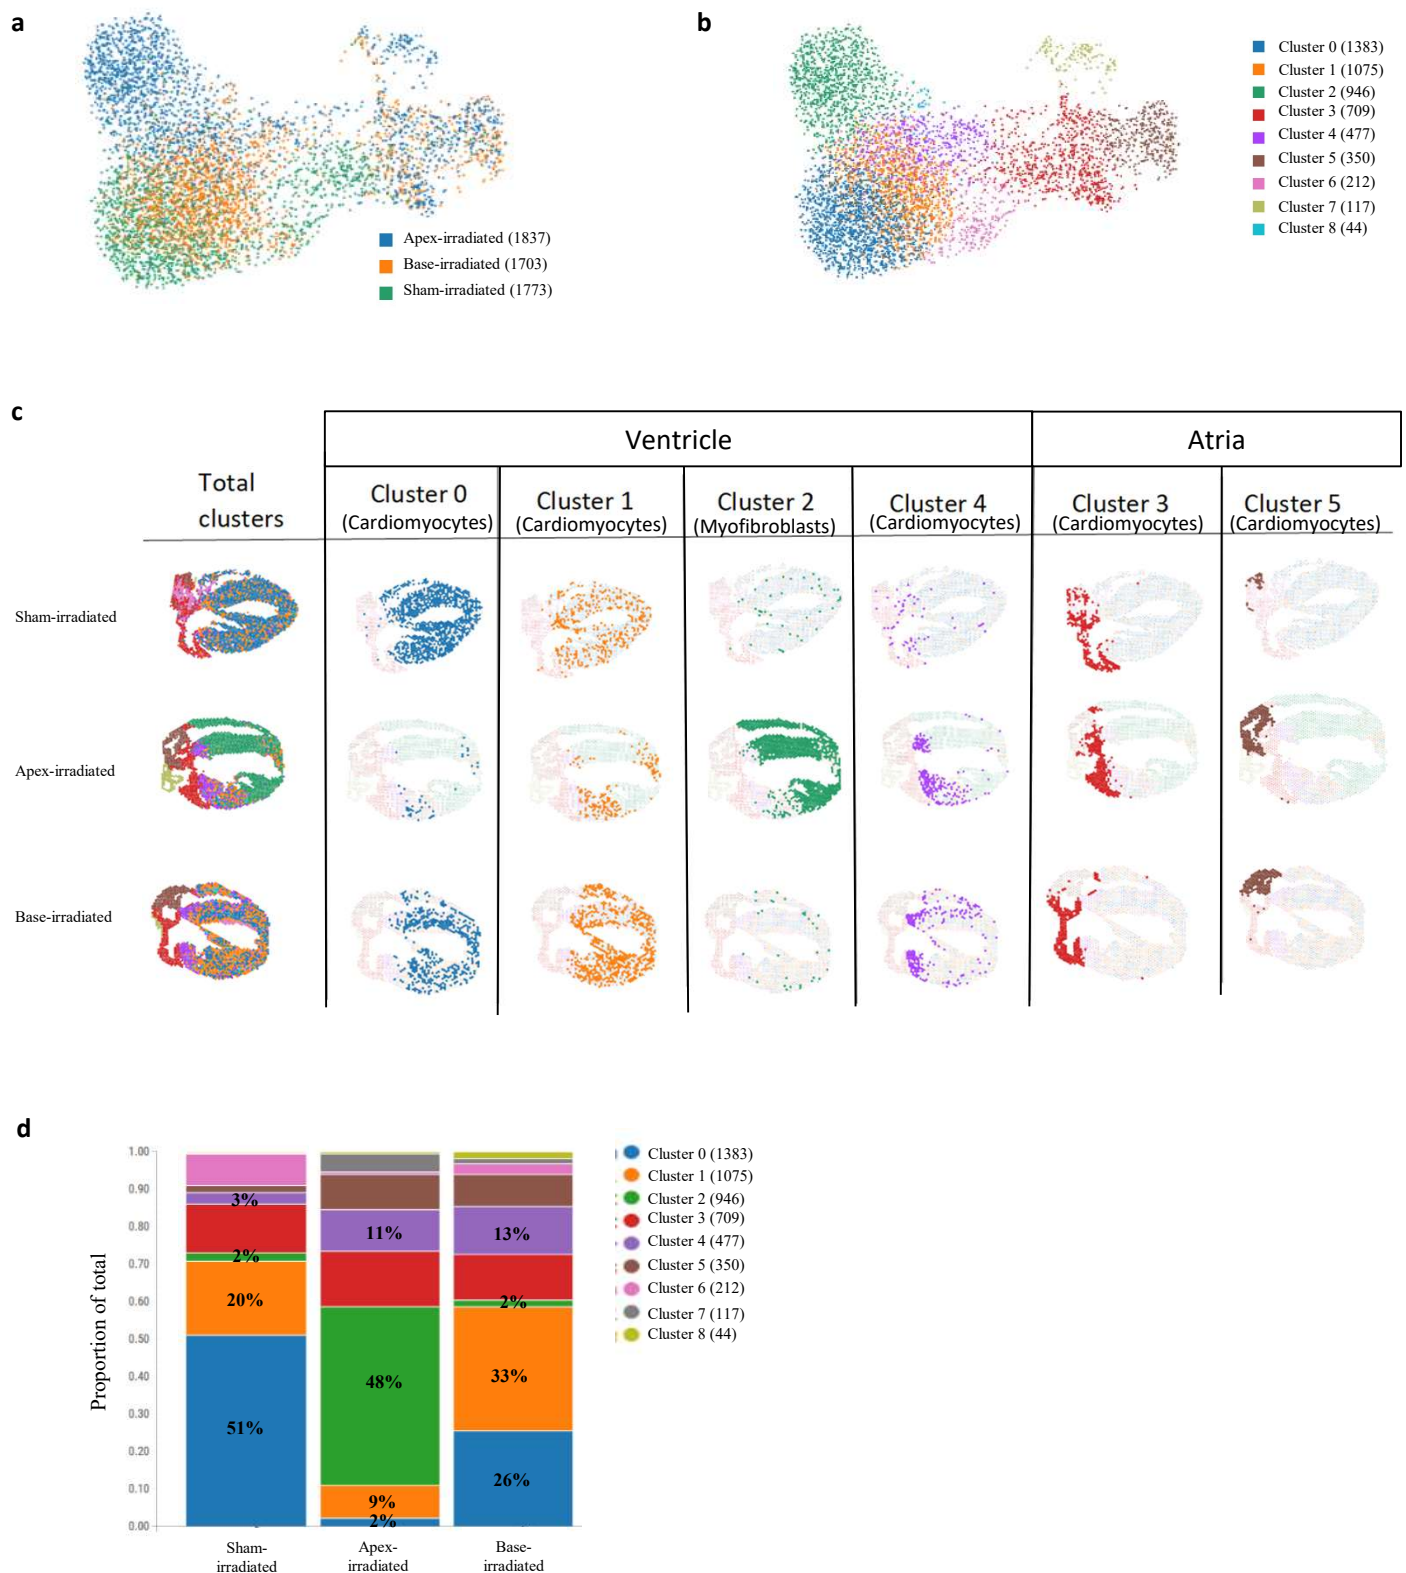 a
Apex-irradiated (1837)
Base-irradiated (1703)
Sham-irradiated (1773)
b
Cluster 0 (1383)
Cluster 1 (1075)
Cluster 2 (946)
Cluster 3 (709)
Cluster 4 (477)
Cluster 5 (350)
Cluster 6 (212)
Cluster 7 (117)
Cluster 8 (44)
c
Ventricle
Atria
Total
clusters
Cluster 0
(Cardiomyocytes)
Cluster 1
(Cardiomyocytes)
Cluster 2
(Myofibroblasts)
Cluster 4
(Cardiomyocytes)
Cluster 3
(Cardiomyocytes)
Cluster 5
(Cardiomyocytes)
Sham-irradiated
Apex-irradiated
Base-irradiated
d
Proportion of total
1.00
0.90
0.80
0.70
0.60
0.50
0.40
0.30
0.20
0.10
0.00
3%
2%
20%
51%
11%
48%
9%
2%
13%
2%
33%
26%
Sham-
irradiated
Apex-
irradiated
Base-
irradiated
Cluster 0 (1383)
Cluster 1 (1075)
Cluster 2 (946)
Cluster 3 (709)
Cluster 4 (477)
Cluster 5 (350)
Cluster 6 (212)
Cluster 7 (117)
Cluster 8 (44)